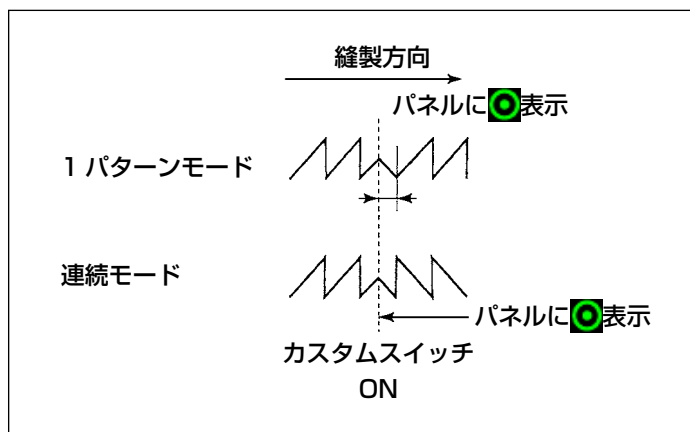 縫製方向
パネルに表示
1 パターンモード
連続モード
パネルに表示
カスタムスイッチ
ON